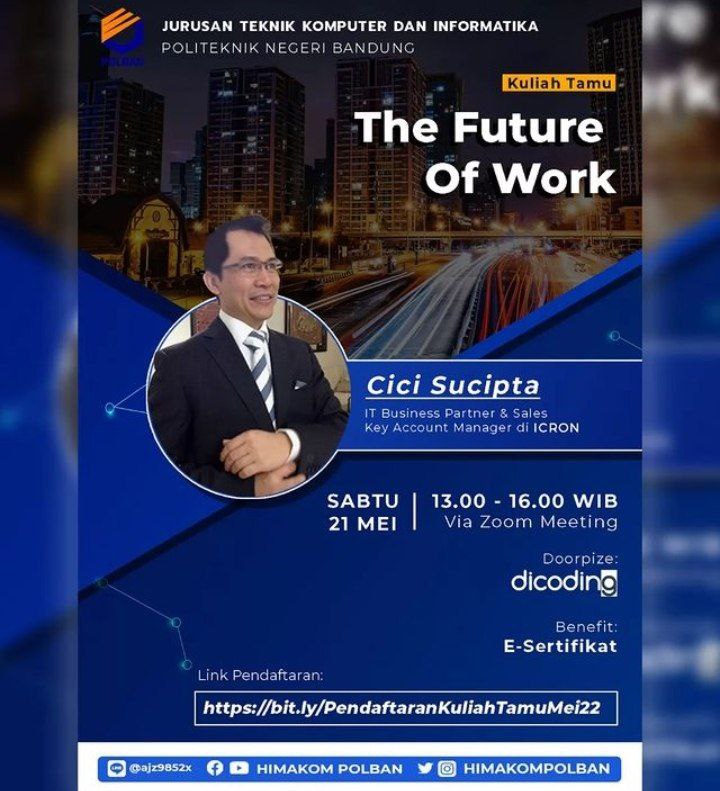 POLBAN
JURUSAN TEKNIK KOMPUTER DAN INFORMATIKA
POLITEKNIK NEGERI BANDUNG
Kuliah Tamu
The Future
Of Work
Cici Sucipta
IT Business Partner & Sales
Key Account Manager di ICRON
SABTU
21 MEI
13.00 - 16.00 WIB
Via Zoom Meeting
Doorpize:
dicoding
Benefit:
E-Sertifikat
Link Pendaftaran:
https://bit.ly/PendaftaranKuliahTamuMei22
LINE @ajz9852x HIMAKOM POLBAN HIMAKOMPOLBAN